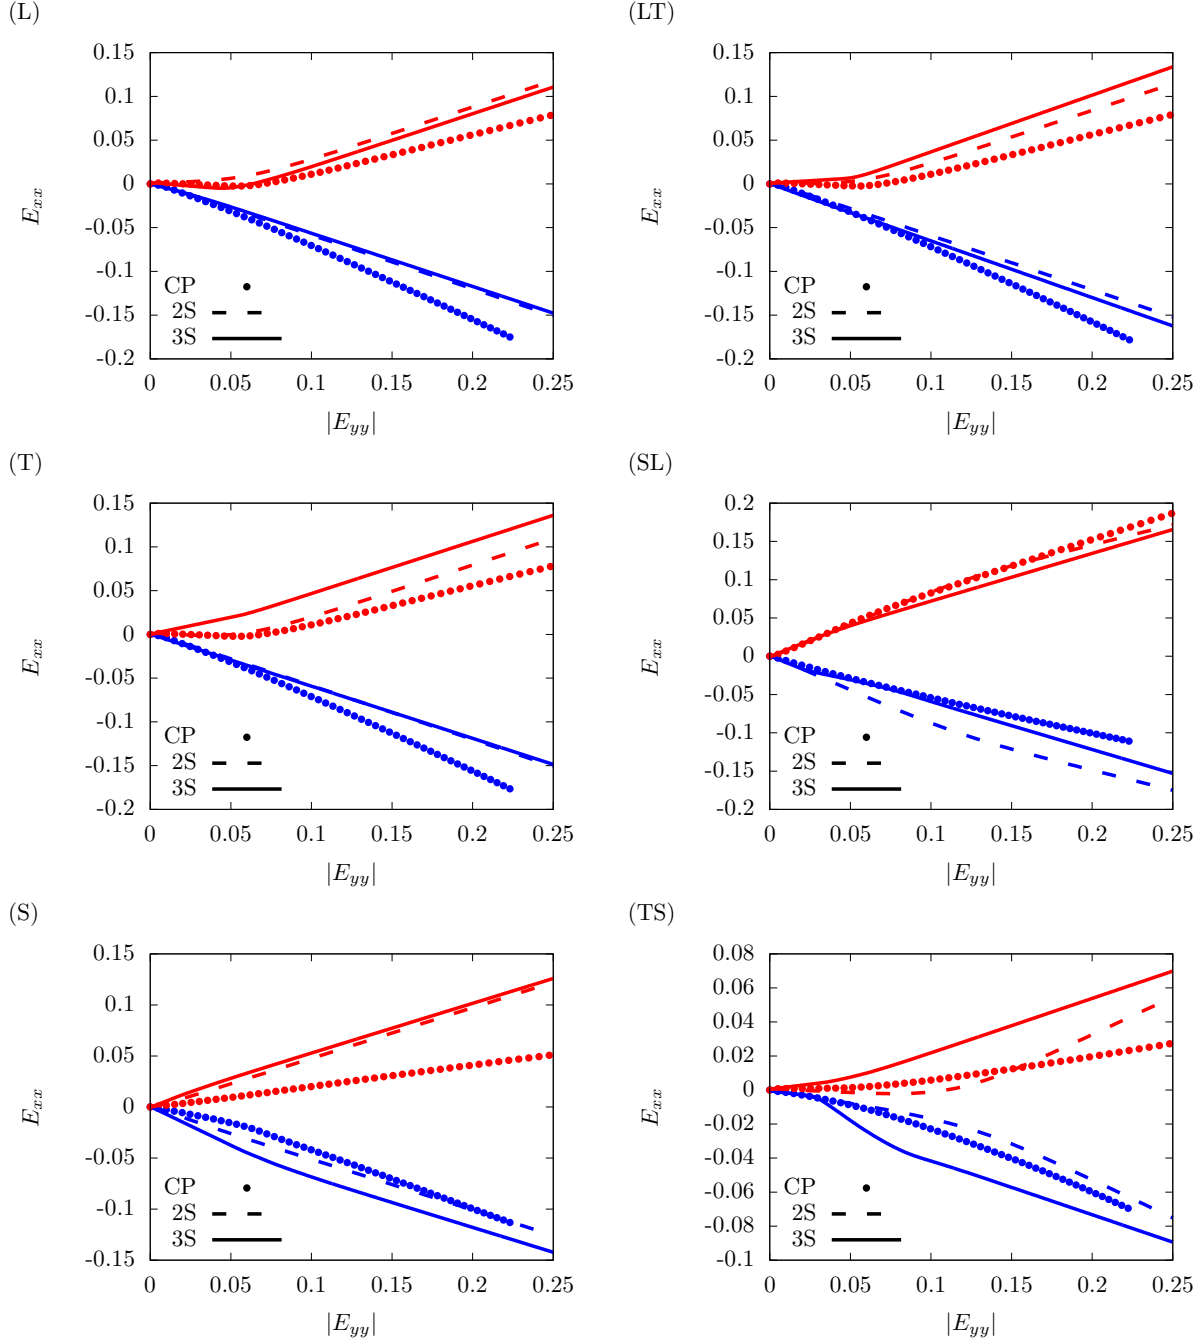 (L)
0.15
0.1
0.05
0
-0.05
-0.1
-0.15
-0.2
E_{xx}
CP
2S
3S
0 0.05 0.1 0.15 0.2 0.25
|E_{yy}|
(LT)
0.15
0.1
0.05
0
-0.05
-0.1
-0.15
-0.2
E_{xx}
CP
2S
3S
0 0.05 0.1 0.15 0.2 0.25
|E_{yy}|
(T)
0.15
0.1
0.05
0
-0.05
-0.1
-0.15
-0.2
E_{xx}
CP
2S
3S
0 0.05 0.1 0.15 0.2 0.25
|E_{yy}|
(SL)
0.2
0.15
0.1
0.05
0
-0.05
-0.1
-0.15
-0.2
E_{xx}
CP
2S
3S
0 0.05 0.1 0.15 0.2 0.25
|E_{yy}|
(S)
0.15
0.1
0.05
0
-0.05
-0.1
-0.15
E_{xx}
CP
2S
3S
0 0.05 0.1 0.15 0.2 0.25
|E_{yy}|
(TS)
0.08
0.06
0.04
0.02
0
-0.02
-0.04
-0.06
-0.08
-0.1
E_{xx}
CP
2S
3S
0 0.05 0.1 0.15 0.2 0.25
|E_{yy}|